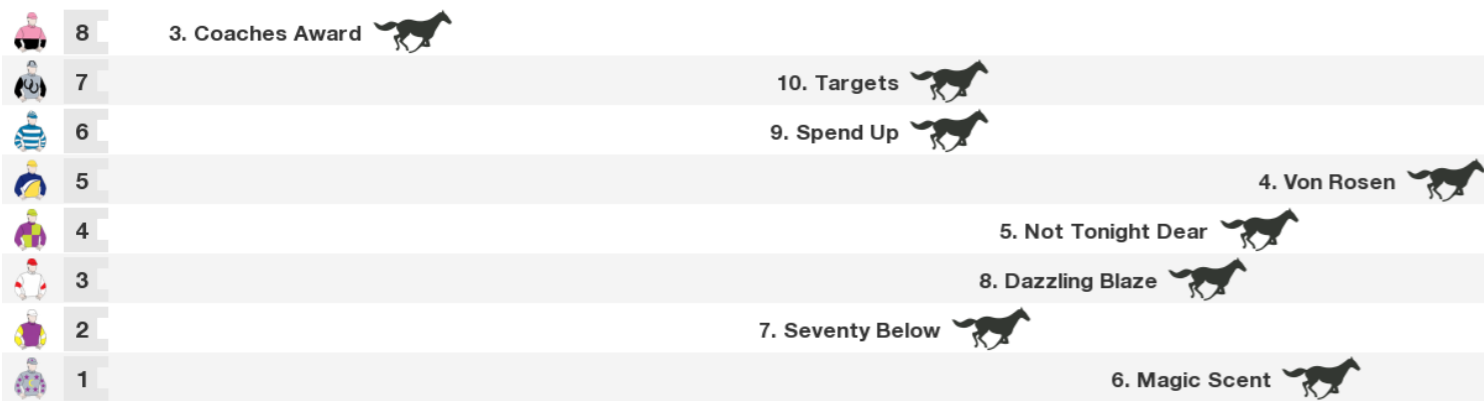 8 3. Coaches Award
7 10. Targets
6 9. Spend Up
5 4. Von Rosen
4 5. Not Tonight Dear
3 8. Dazzling Blaze
2 7. Seventy Below
1 6. Magic Scent